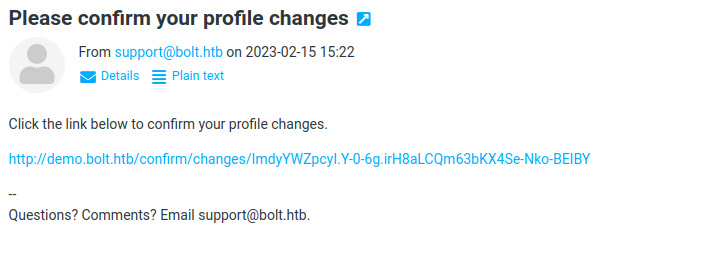 Please confirm your profile changes
From support@bolt.htb on 2023-02-15 15:22
Details Plain text
Click the link below to confirm your profile changes.
http://demo.bolt.htb/confirm/changes/ImdyYWZpcyI.Y-0-6g.irH8aLCQm63bKX4Se-Nko-BEIBY
--
Questions? Comments? Email support@bolt.htb.